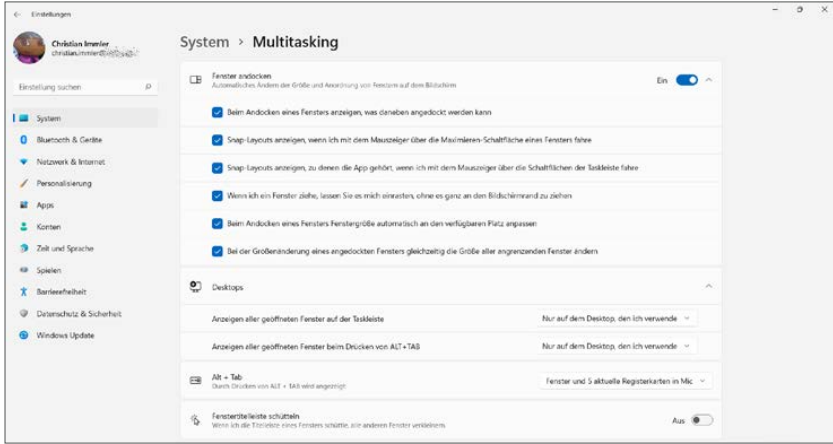 Einstellungen
Christian Immler
System > Multitasking
Einstellung suchen
System
Bluetooth & Geräte
Netzwerk & Internet
Personalisierung
Apps
Konten
Zeit und Sprache
Spielen
Barrierefreiheit
Datenschutz & Sicherheit
Windows Update
Fenster andocken
Automatisches Ändern der Größe und Anordnung von Fenstern auf dem Bildschirm
Ein
Beim Andocken eines Fensters anzeigen, was daneben angedockt werden kann
Snap-Layouts anzeigen, wenn ich mit dem Mauszeiger über die Maximieren-Schaltfläche eines Fensters fahre
Snap-Layouts anzeigen, zu denen die App gehört, wenn ich mit dem Mauszeiger über die Schaltflächen der Taskleiste fahre
Wenn ich ein Fenster ziehe, lassen Sie es mich einrasten, ohne es ganz an den Bildschirmrand zu ziehen
Beim Andocken eines Fensters Fenstergröße automatisch an den verfügbaren Platz anpassen
Bei der Größenänderung eines angedockten Fensters gleichzeitig die Größe aller angrenzenden Fenster ändern
Desktops
Anzeigen aller geöffneten Fenster auf der Taskleiste
Nur auf dem Desktop, den ich verwende
Anzeigen aller geöffneten Fenster beim Drücken von ALT+TAB
Nur auf dem Desktop, den ich verwende
Alt + Tab
Durch Drücken von ALT + TAB wird angezeigt
Fenster und 5 aktuelle Registerkarten in Mic
Fenstertitelleiste schütteln
Wenn ich die Titelleiste eines Fensters schüttle, alle anderen Fenster verkleinern
Aus